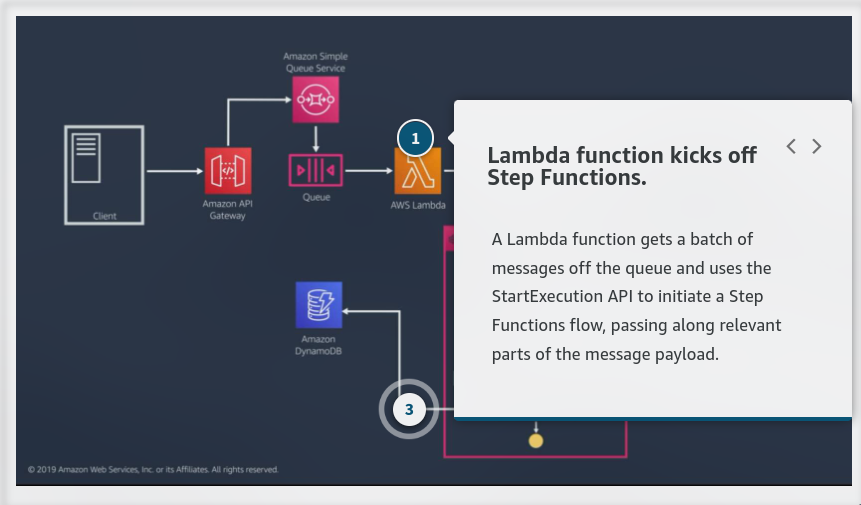 Amazon Simple
Queue Service
1
Lambda function kicks off
Step Functions.
Client
Amazon API
Gateway
Queue
AWS Lambda
A Lambda function gets a batch of
messages off the queue and uses the
StartExecution API to initiate a Step
Functions flow, passing along relevant
parts of the message payload.
Amazon
DynamoDB
3
© 2019 Amazon Web Services, Inc. or its Affiliates. All rights reserved.